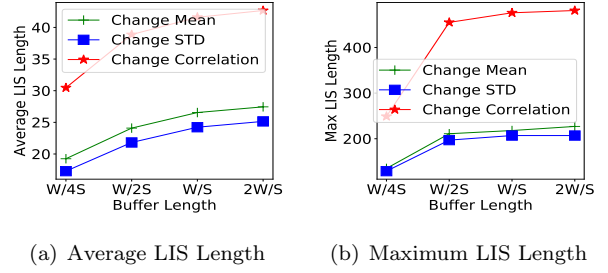 40
35
30
25
20
Average LIS Length
Change Mean
Change STD
Change Correlation
W/4S W/2S W/S 2W/S
Buffer Length
(a) Average LIS Length
400
300
200
Max LIS Length
Change Mean
Change STD
Change Correlation
W/4S W/2S W/S 2W/S
Buffer Length
(b) Maximum LIS Length